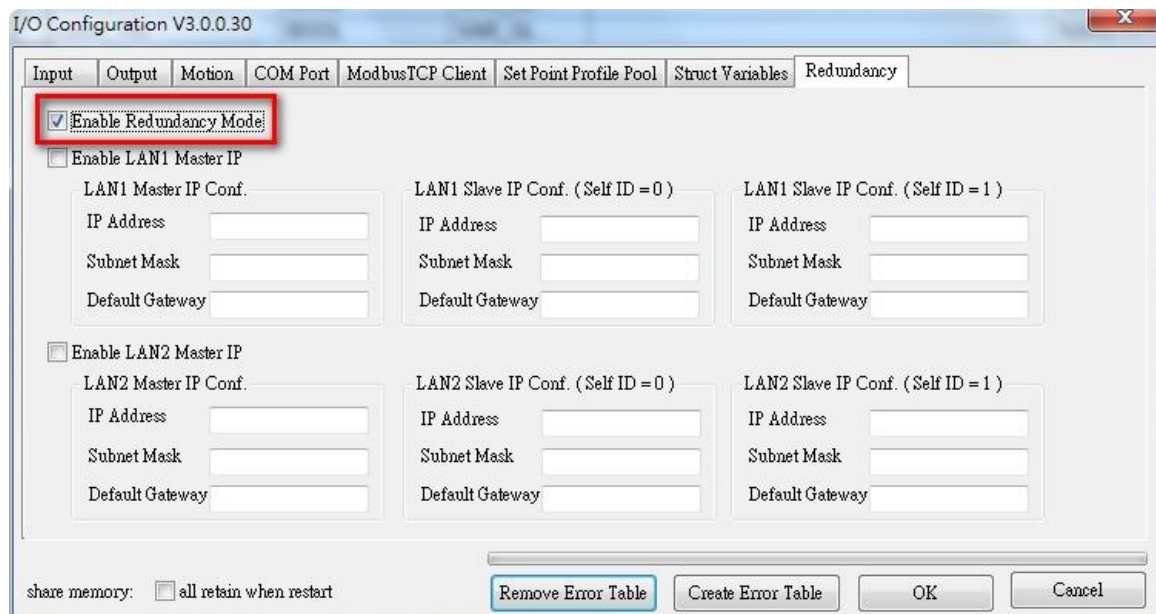 I/O Configuration V3.0.0.30
Input Output Motion COM Port ModbusTCP Client Set Point Profile Pool Struct Variables Redundancy
Enable Redundancy Mode
Enable LAN1 Master IP
LAN1 Master IP Conf. LAN1 Slave IP Conf. ( Self ID = 0 ) LAN1 Slave IP Conf. ( Self ID = 1 )
IP Address IP Address IP Address
Subnet Mask Subnet Mask Subnet Mask
Default Gateway Default Gateway Default Gateway
Enable LAN2 Master IP
LAN2 Master IP Conf. LAN2 Slave IP Conf. ( Self ID = 0 ) LAN2 Slave IP Conf. ( Self ID = 1 )
IP Address IP Address IP Address
Subnet Mask Subnet Mask Subnet Mask
Default Gateway Default Gateway Default Gateway
share memory: all retain when restart Remove Error Table Create Error Table OK Cancel